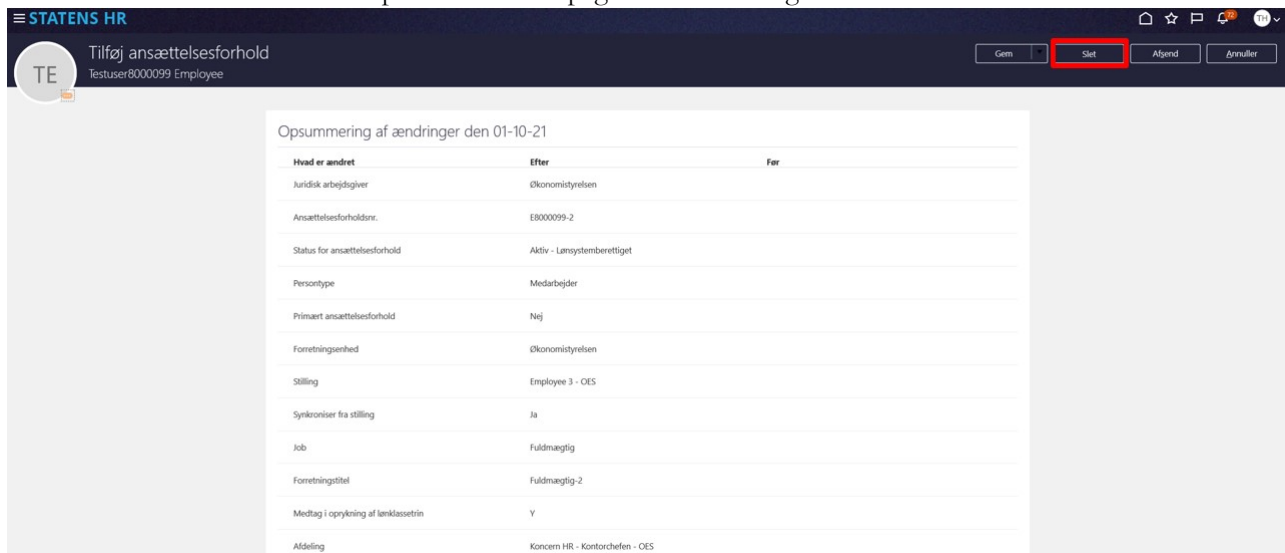 STATENS HR
72
TH
Tilføj ansættelsesforhold
Gem
Slet
Afsend
Annuller
TE
Testuser8000099 Employee
Opsummering af ændringer den 01-10-21
Hvad er ændret Efter Før
Juridisk arbejdsgiver Økonomistyrelsen
Ansættelsesforholdsnr. E8000099-2
Status for ansættelsesforhold Aktiv - Lønsystemberettiget
Persontype Medarbejder
Primært ansættelsesforhold Nej
Forretningsenhed Økonomistyrelsen
Stilling Employee 3 - OES
Synkroniser fra stilling Ja
Job Fuldmægtig
Forretningstitel Fuldmægtig-2
Medtag i oprykning af lønklassetrin Y
Afdeling Koncern HR - Kontorchefen - OES